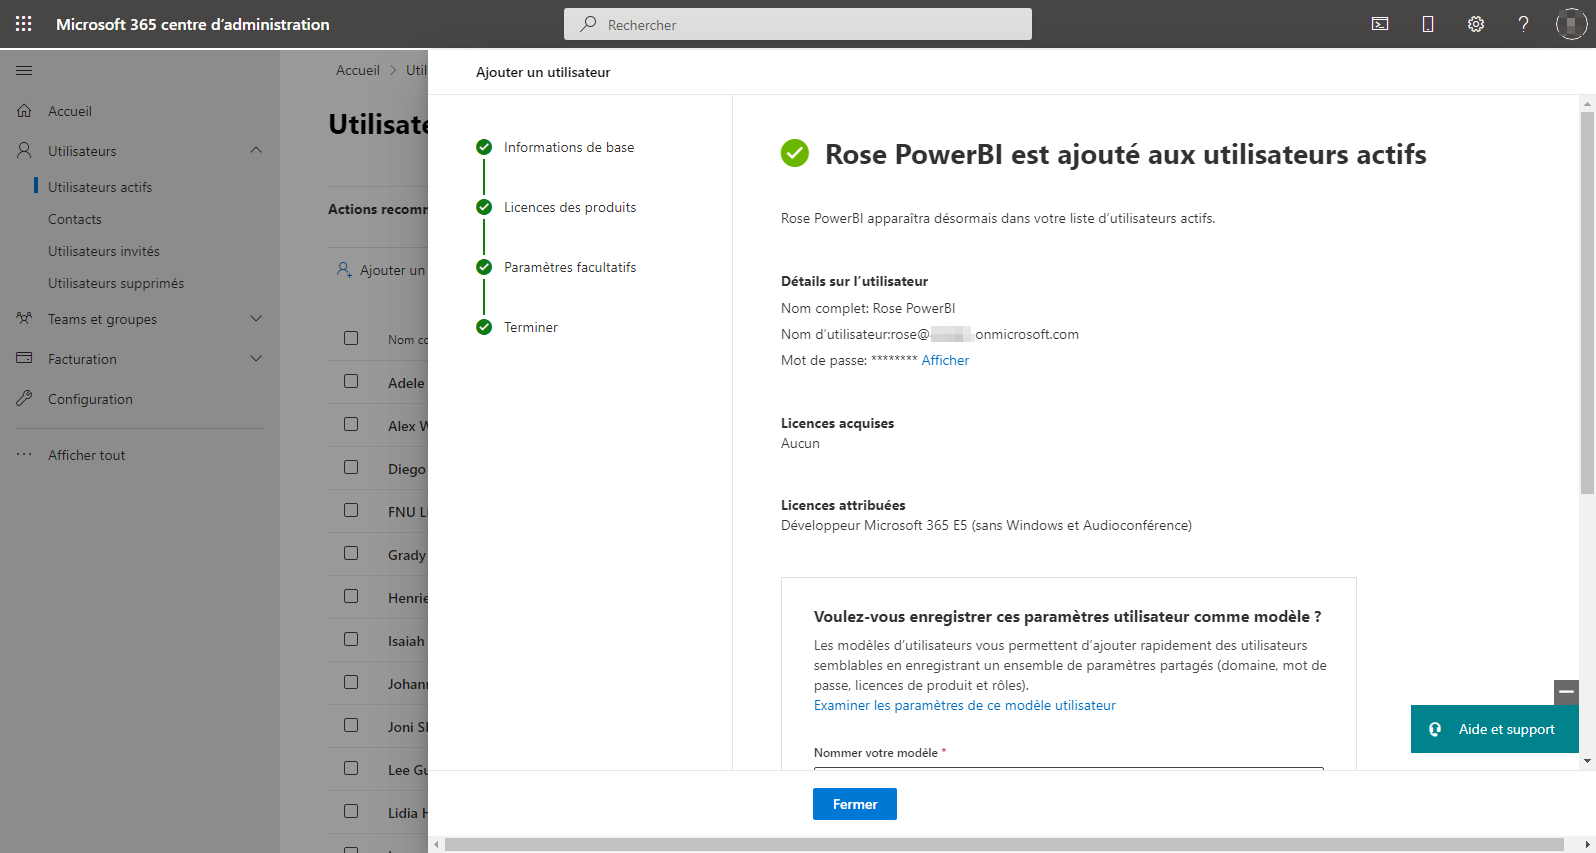 Microsoft 365 centre d’administration
Rechercher
Accueil
Utilisateurs
Utilisateurs actifs
Contacts
Utilisateurs invités
Utilisateurs supprimés
Teams et groupes
Facturation
Configuration
Afficher tout
Accueil > Util
Utilisate
Actions recomm
Ajouter un
Nom co
Adele
Alex W
Diego
FNU L
Grady
Henrie
Isaiah
Johann
Joni Sh
Lee Gu
Lidia H
Ajouter un utilisateur
Informations de base
Licences des produits
Paramètres facultatifs
Terminer
Rose PowerBI est ajouté aux utilisateurs actifs
Rose PowerBI apparaîtra désormais dans votre liste d’utilisateurs actifs.
Détails sur l’utilisateur
Nom complet: Rose PowerBI
Nom d’utilisateur:rose@ onmicrosoft.com
Mot de passe: ******** Afficher
Licences acquises
Aucun
Licences attribuées
Développeur Microsoft 365 E5 (sans Windows et Audioconférence)
Voulez-vous enregistrer ces paramètres utilisateur comme modèle ?
Les modèles d’utilisateurs vous permettent d’ajouter rapidement des utilisateurs
semblables en enregistrant un ensemble de paramètres partagés (domaine, mot de
passe, licences de produit et rôles).
Examiner les paramètres de ce modèle utilisateur
Nommer votre modèle *
Aide et support
Fermer